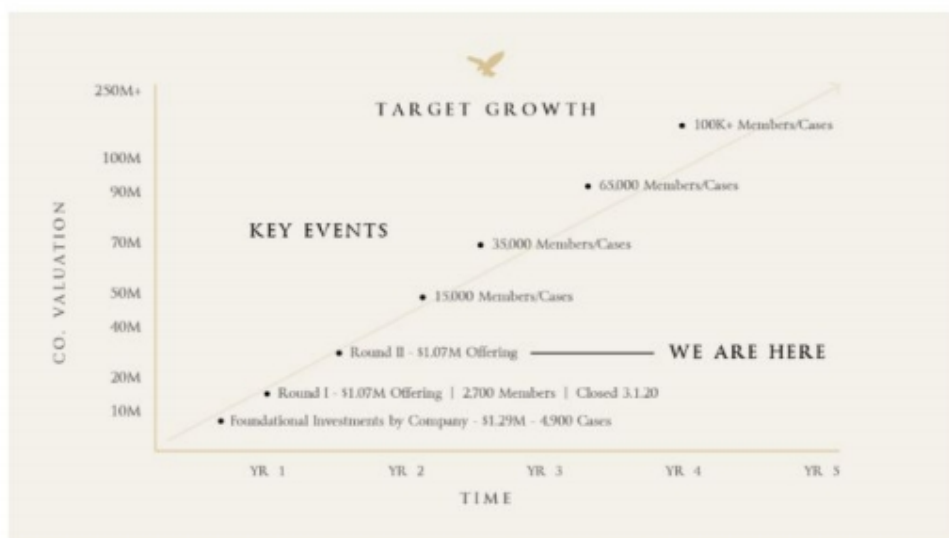 TARGET GROWTH
250M+
100M
90M
70M
50M
40M
20M
10M
CO. VALUATION
KEY EVENTS
100K+ Members/Cases
65,000 Members/Cases
35,000 Members/Cases
15,000 Members/Cases
Round II - $1.07M Offering
WE ARE HERE
Round I - $1.07M Offering | 2,700 Members | Closed 3.1.20
Foundational Investments by Company - $1.29M - 4,900 Cases
YR 1 YR 2 YR 3 YR 4 YR 5
TIME